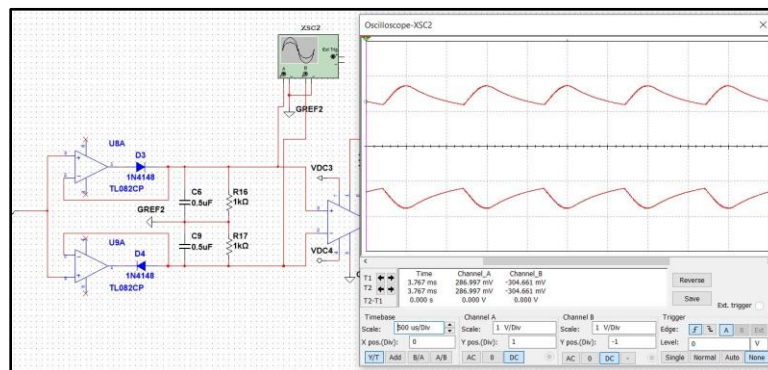 XSC2
Ext Trig
A
B
GREF2
U8A
D3
1N4148
TL082CP
C6
0.5uF
R16
1kΩ
GREF2
C9
0.5uF
R17
1kΩ
U9A
D4
1N4148
TL082CP
VDC3
VDC4
Oscilloscope-XSC2
Time Channel_A Channel_B
T1 3.767 ms 286.997 mV -304.661 mV
T2 3.767 ms 286.997 mV -304.661 mV
T2-T1 0.000 s 0.000 V 0.000 V
Reverse
Save
Ext. trigger
Timebase
Scale: 500 us/Div
X pos.(Div): 0
Y/T Add B/A A/B
Channel A
Scale: 1 V/Div
Y pos.(Div): 1
AC 0 DC
Channel B
Scale: 1 V/Div
Y pos.(Div): -1
AC 0 DC -
Trigger
Edge: A B Ext
Level: 0 V
Single Normal Auto None